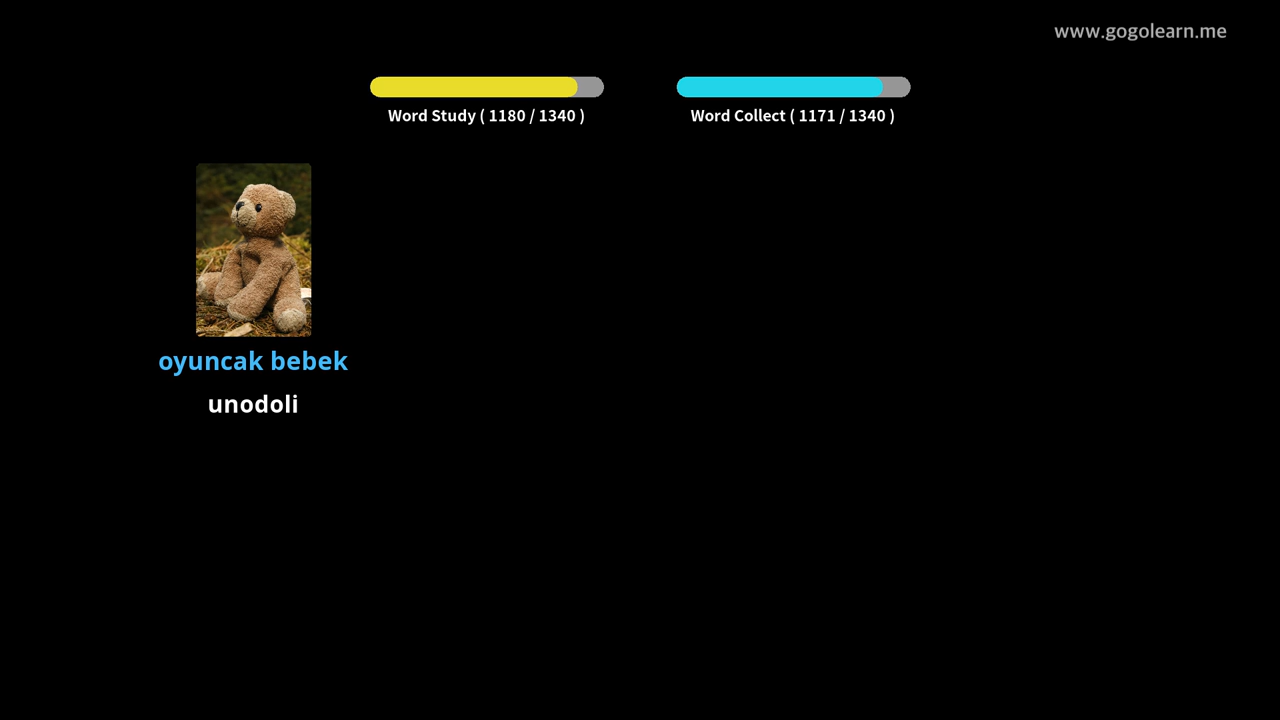 www.gogolearn.me
Word Study ( 1180 / 1340 )
Word Collect ( 1171 / 1340 )
oyuncak bebek
unodoli